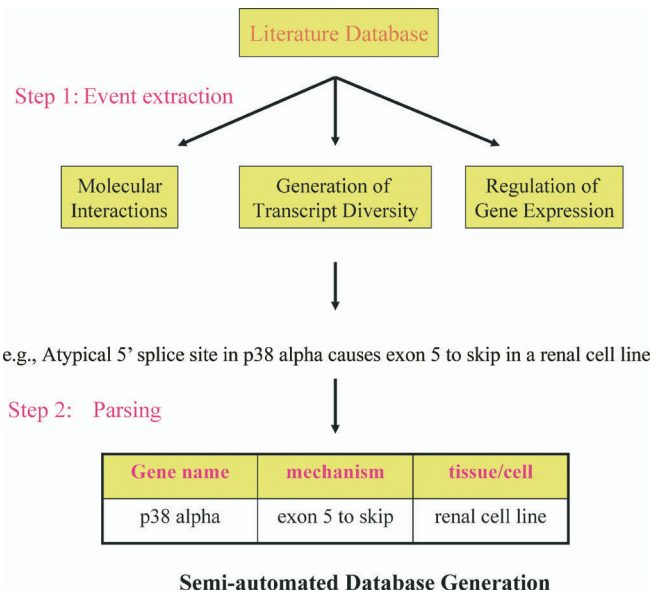 Literature Database
Step 1: Event extraction
Molecular
Interactions
Generation of
Transcript Diversity
Regulation of
Gene Expression
e.g., Atypical 5’ splice site in p38 alpha causes exon 5 to skip in a renal cell line
Step 2: Parsing
Gene name mechanism tissue/cell
p38 alpha exon 5 to skip renal cell line
Semi-automated Database Generation